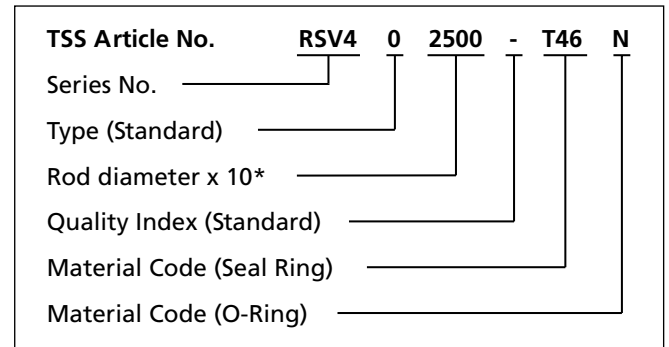 TSS Article No. RSV4 0 2500 - T46 N
Series No.
Type (Standard)
Rod diameter x 10*
Quality Index (Standard)
Material Code (Seal Ring)
Material Code (O-Ring)